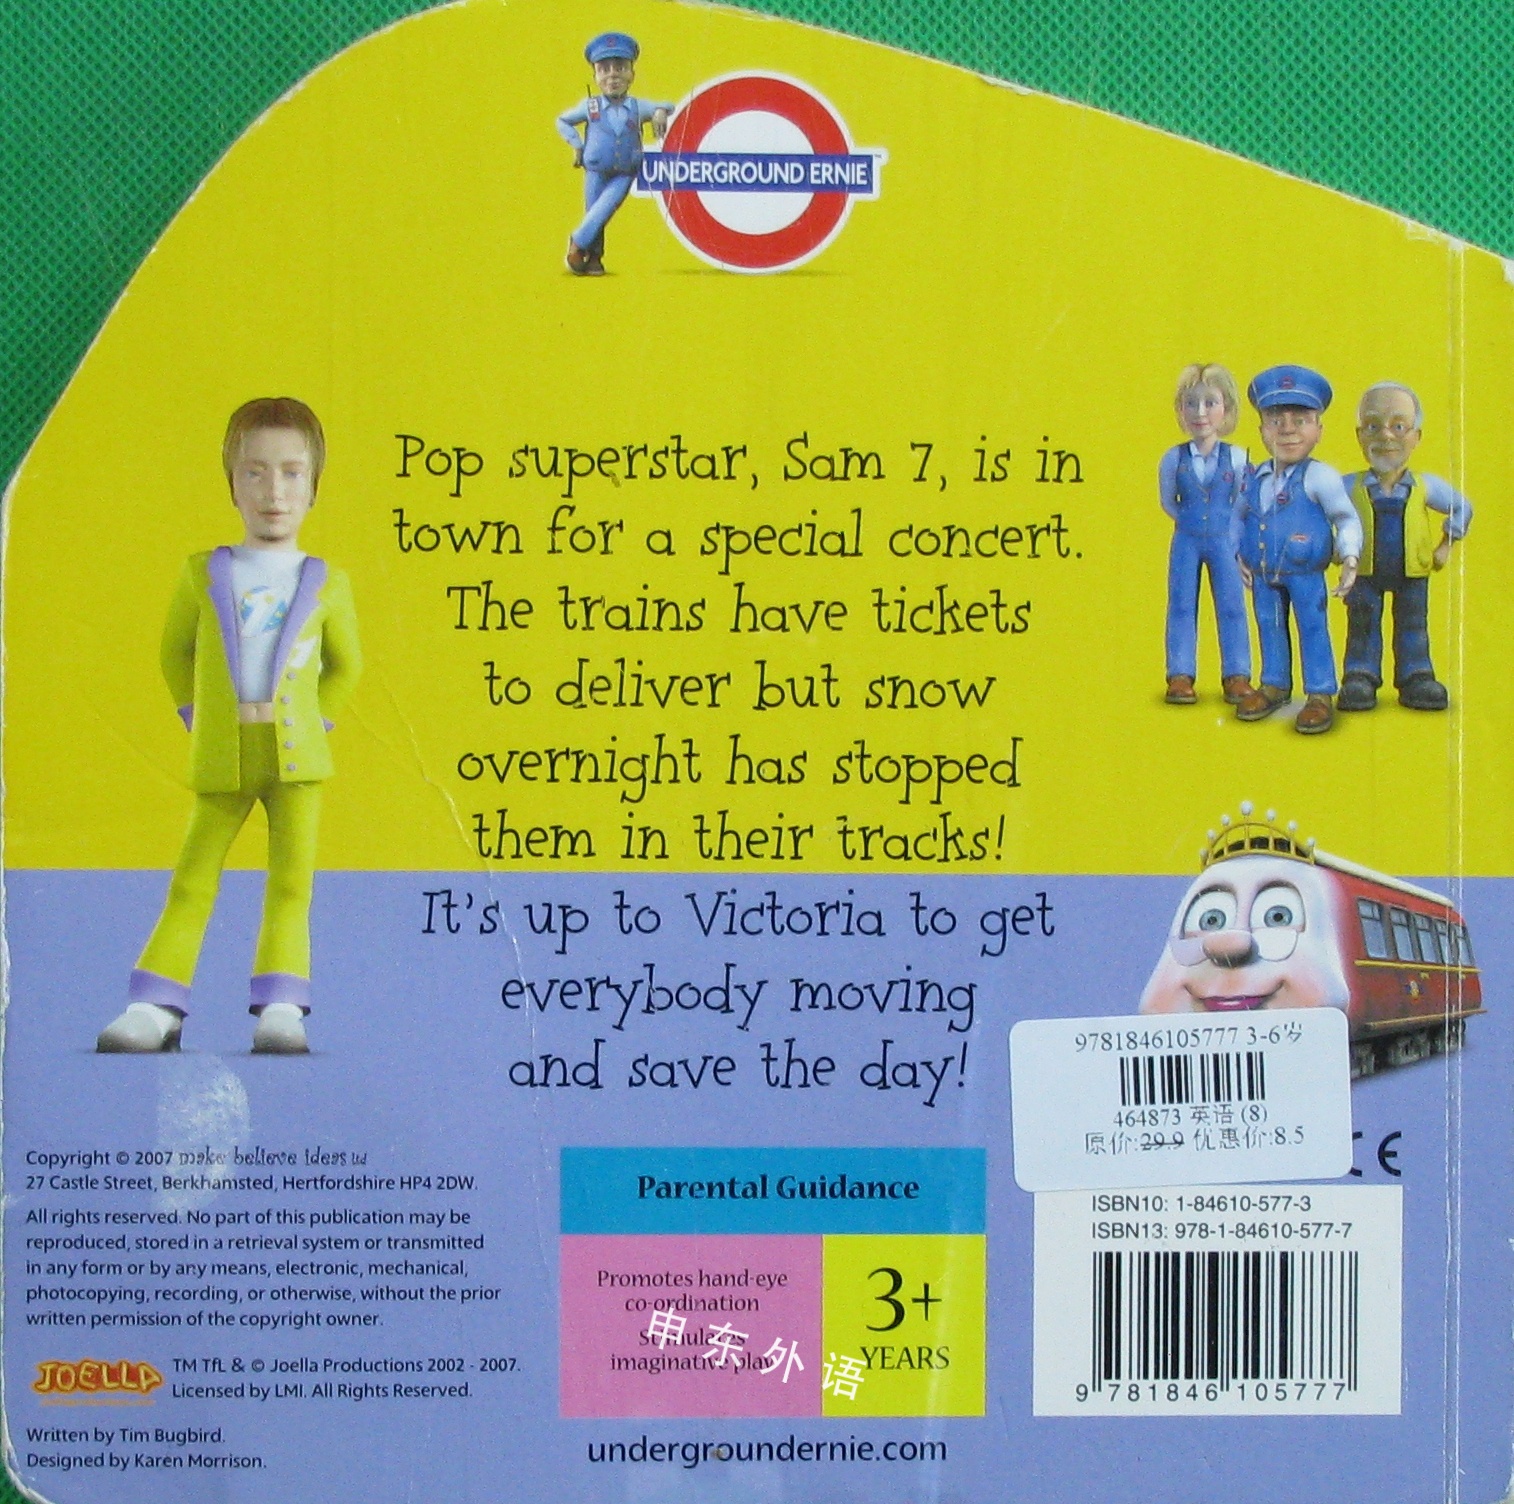 UNDERGROUND ERNIE™
Pop superstar, Sam 7, is in
town for a special concert.
The trains have tickets
to deliver but snow
overnight has stopped
them in their tracks!
It's up to Victoria to get
everybody moving
and save the day!
9781846105777 3-6岁
464873 英语 (8)
原价:29.9 优惠价:8.5
CE
ISBN10: 1-84610-577-3
ISBN13: 978-1-84610-577-7
9 781846 105777
Copyright © 2007 make believe ideas ltd
27 Castle Street, Berkhamsted, Hertfordshire HP4 2DW.
All rights reserved. No part of this publication may be
reproduced, stored in a retrieval system or transmitted
in any form or by any means, electronic, mechanical,
photocopying, recording, or otherwise, without the prior
written permission of the copyright owner.
JOELLA
TM TfL & © Joella Productions 2002 - 2007.
Licensed by LMI. All Rights Reserved.
Written by Tim Bugbird.
Designed by Karen Morrison.
Parental Guidance
Promotes hand-eye
co-ordination
Stimulates
imaginative play
3+
YEARS
申东外语
undergroundernie.com